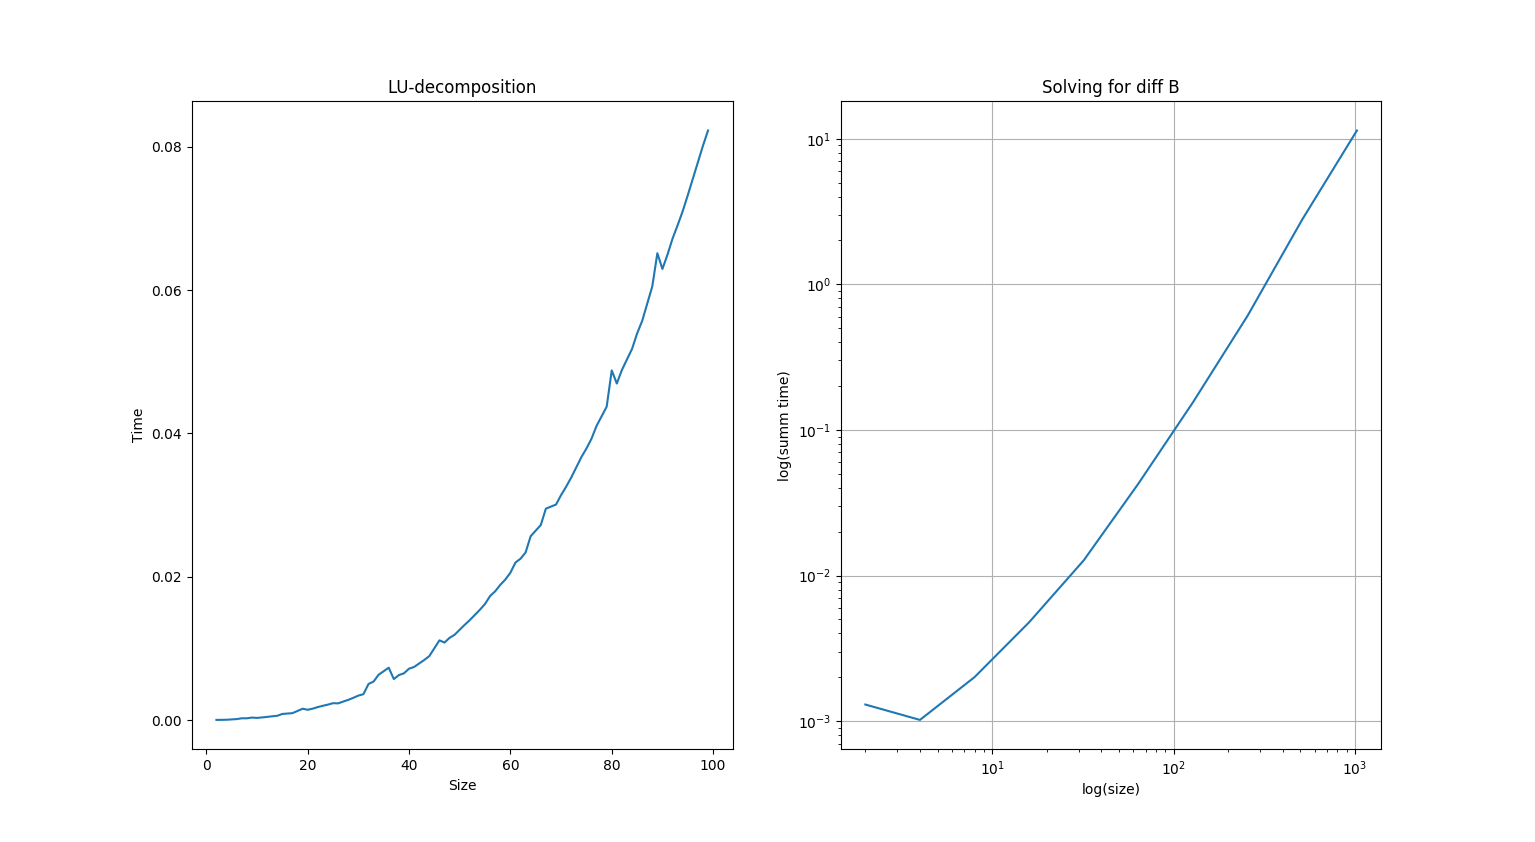 LU-decomposition
Time
0.08
0.06
0.04
0.02
0.00
0 20 40 60 80 100
Size
Solving for diff B
log(summ time)
10¹
10⁰
10⁻¹
10⁻²
10⁻³
10¹ 10² 10³
log(size)